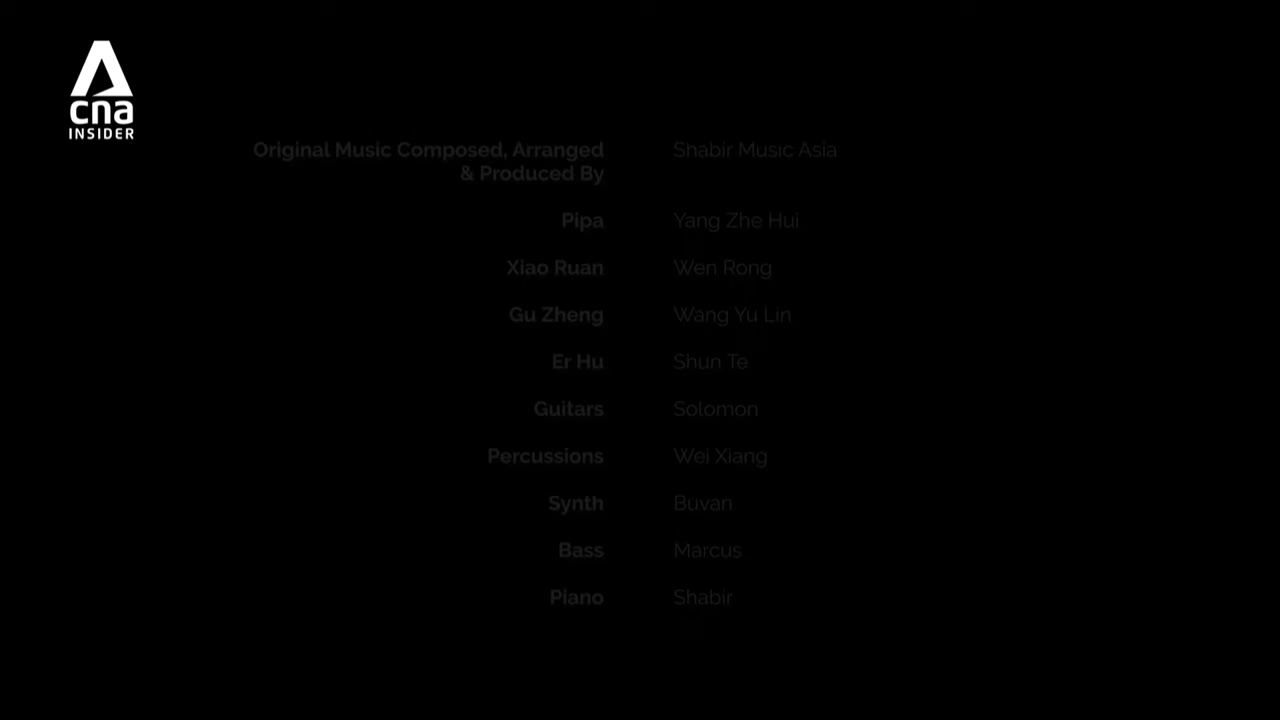 cna
INSIDER
Original Music Composed, Arranged & Produced By Shabir Music Asia
Pipa Yang Zhe Hui
Xiao Ruan Wen Rong
Gu Zheng Wang Yu Lin
Er Hu Shun Te
Guitars Solomon
Percussions Wei Xiang
Synth Buvan
Bass Marcus
Piano Shabir